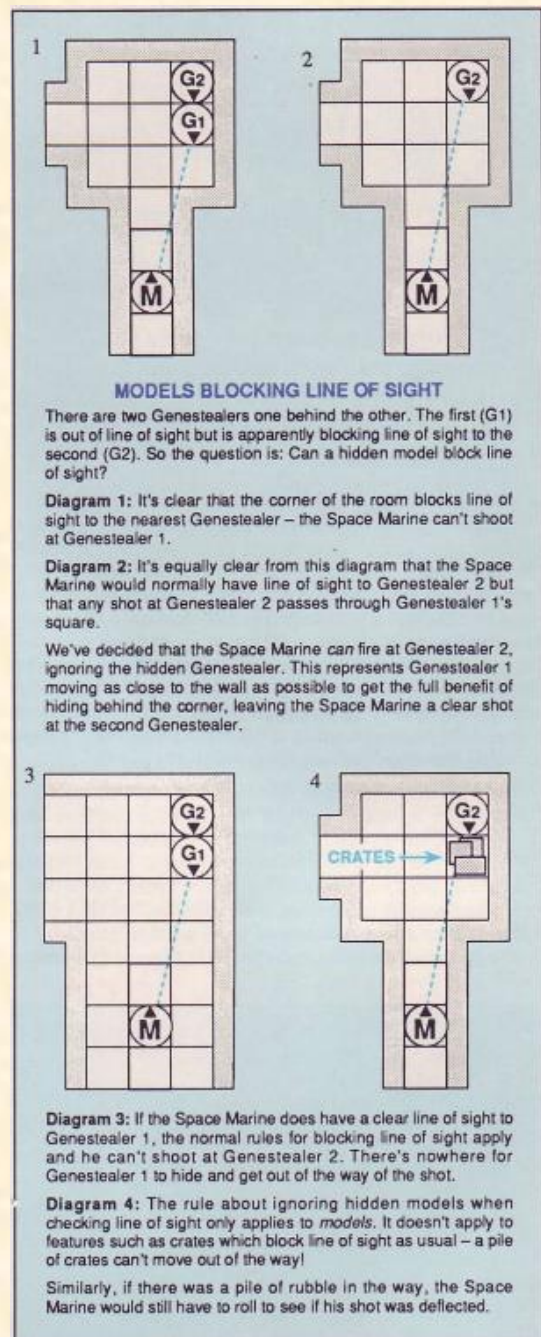 1
2
G2
G2
G1
M
M
MODELS BLOCKING LINE OF SIGHT
There are two Genestealers one behind the other. The first (G1)
is out of line of sight but is apparently blocking line of sight to the
second (G2). So the question is: Can a hidden model block line
of sight?
Diagram 1: It's clear that the corner of the room blocks line of
sight to the nearest Genestealer – the Space Marine can't shoot
at Genestealer 1.
Diagram 2: It's equally clear from this diagram that the Space
Marine would normally have line of sight to Genestealer 2 but
that any shot at Genestealer 2 passes through Genestealer 1's
square.
We've decided that the Space Marine can fire at Genestealer 2,
ignoring the hidden Genestealer. This represents Genestealer 1
moving as close to the wall as possible to get the full benefit of
hiding behind the corner, leaving the Space Marine a clear shot
at the second Genestealer.
3
4
G2
G2
G1
CRATES
M
M
Diagram 3: If the Space Marine does have a clear line of sight to
Genestealer 1, the normal rules for blocking line of sight apply
and he can't shoot at Genestealer 2. There's nowhere for
Genestealer 1 to hide and get out of the way of the shot.
Diagram 4: The rule about ignoring hidden models when
checking line of sight only applies to models. It doesn't apply to
features such as crates which block line of sight as usual – a pile
of crates can't move out of the way!
Similarly, if there was a pile of rubble in the way, the Space
Marine would still have to roll to see if his shot was deflected.